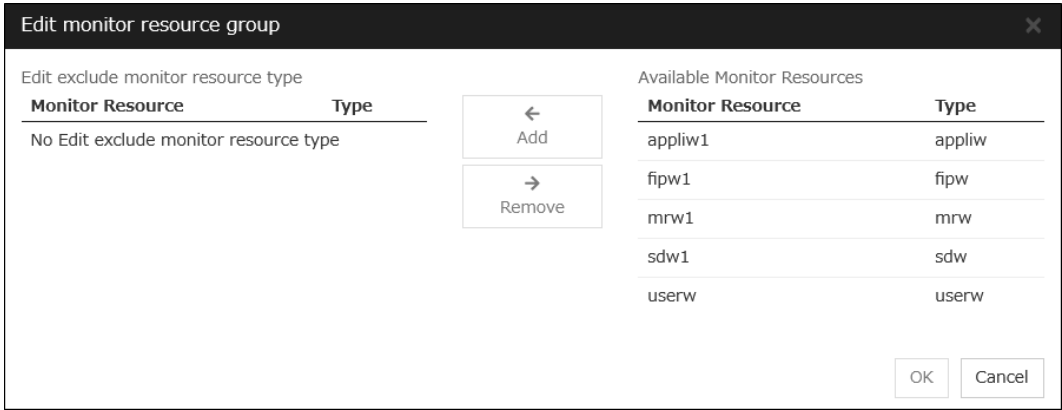 Edit monitor resource group
Edit exclude monitor resource type
Monitor Resource Type
No Edit exclude monitor resource type
Add
Remove
Available Monitor Resources
Monitor Resource Type
appliw1 appliw
fipw1 fipw
mrw1 mrw
sdw1 sdw
userw userw
OK Cancel